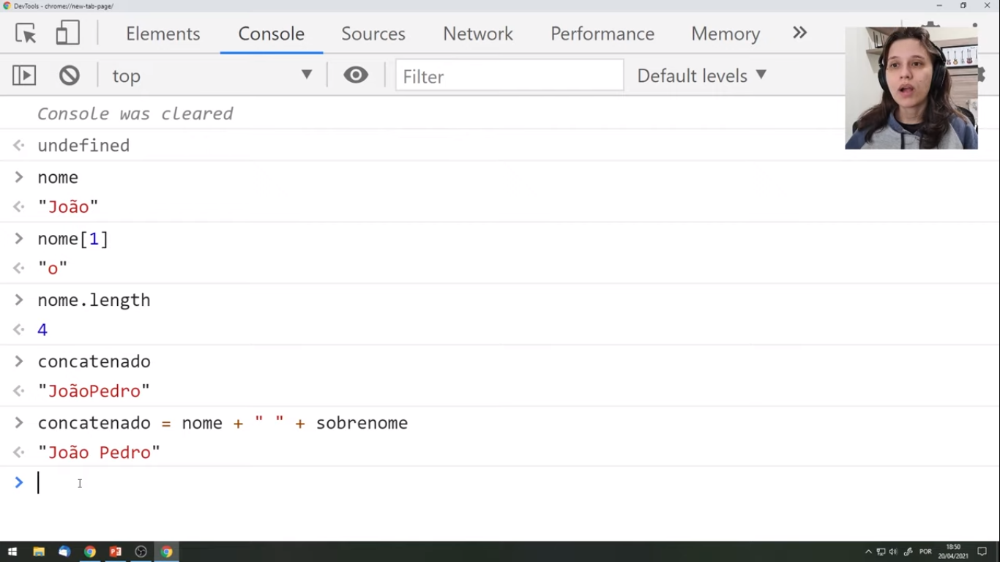 DevTools - chrome://new-tab-page/
Elements Console Sources Network Performance Memory
top Filter Default levels ▼
Console was cleared
undefined
nome
"João"
nome[1]
"o"
nome.length
4
concatenado
"JoãoPedro"
concatenado = nome + " " + sobrenome
"João Pedro"
POR 18:50
20/04/2021